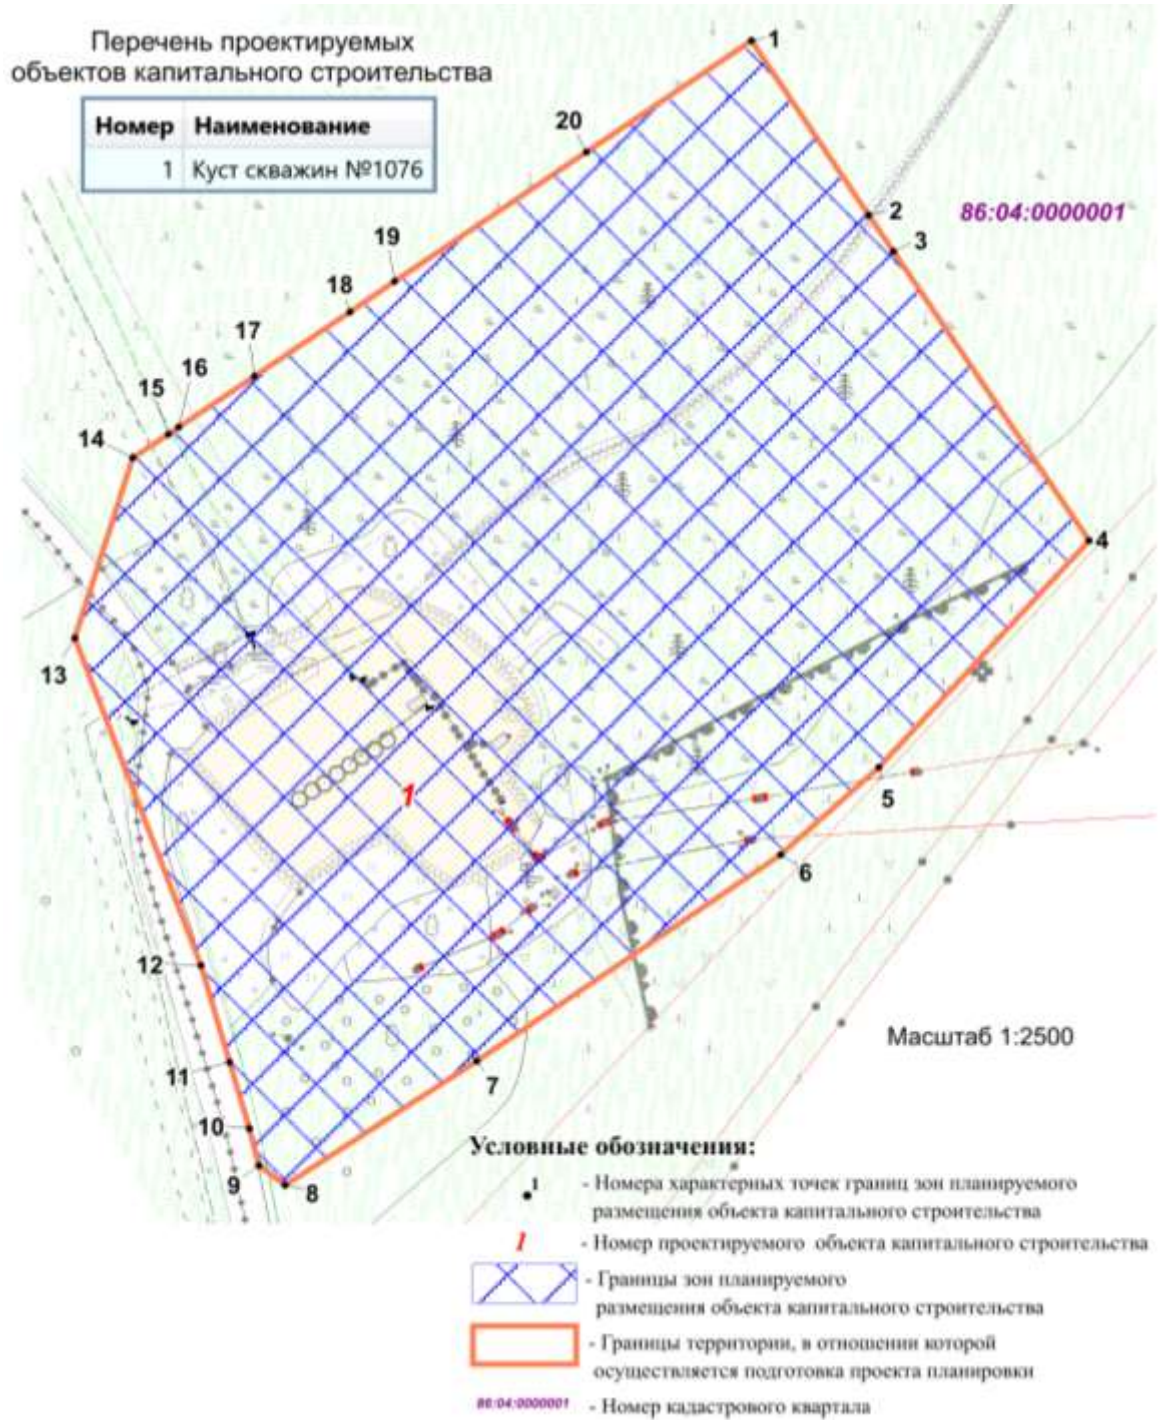 Перечень проектируемых
объектов капитального строительства
Номер Наименование
1 Куст скважин №1076
1
20
2
86:04:0000001
3
19
18
17
16
15
14
4
13
1
5
6
12
Масштаб 1:2500
11
7
10
9
8
Условные обозначения:
1 - Номера характерных точек границ зон планируемого
размещения объекта капитального строительства
1 - Номер проектируемого объекта капитального строительства
- Границы зон планируемого
размещения объекта капитального строительства
- Границы территории, в отношении которой
осуществляется подготовка проекта планировки
86:04:0000001 - Номер кадастрового квартала